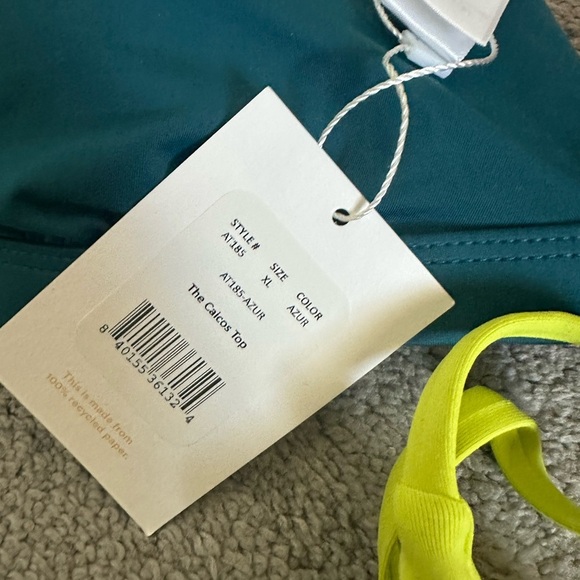 STYLE # SIZE COLOR
AT185 XL AZUR
AT185-AZUR
The Caicos Top
8 40155 36132 4
This is made from
100% recycled paper.